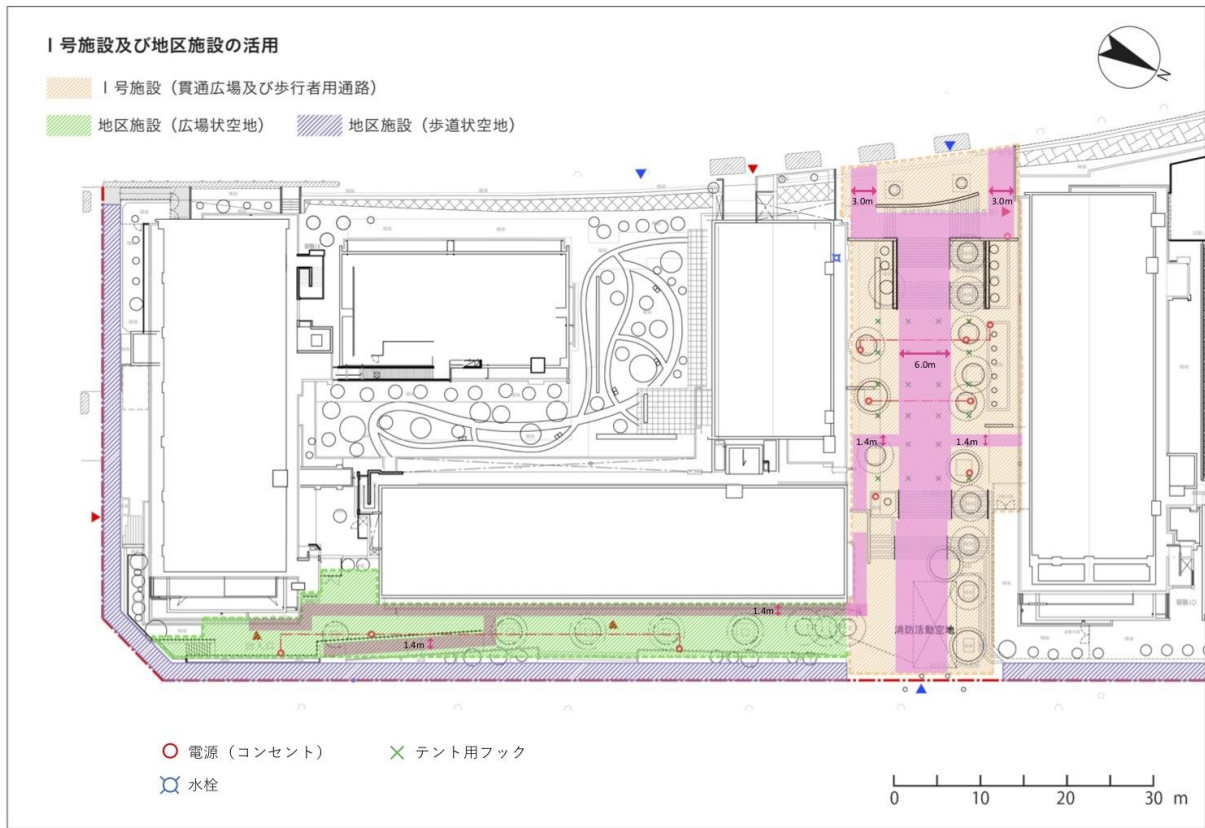 Ⅰ号施設及び地区施設の活用
Ⅰ号施設（貫通広場及び歩行者用通路）
地区施設（広場状空地）
地区施設（歩道状空地）
N
3.0m
3.0m
6.0m
1.4m
1.4m
1.4m
1.4m
消防活動空地
電源（コンセント）
テント用フック
水栓
0 10 20 30 m